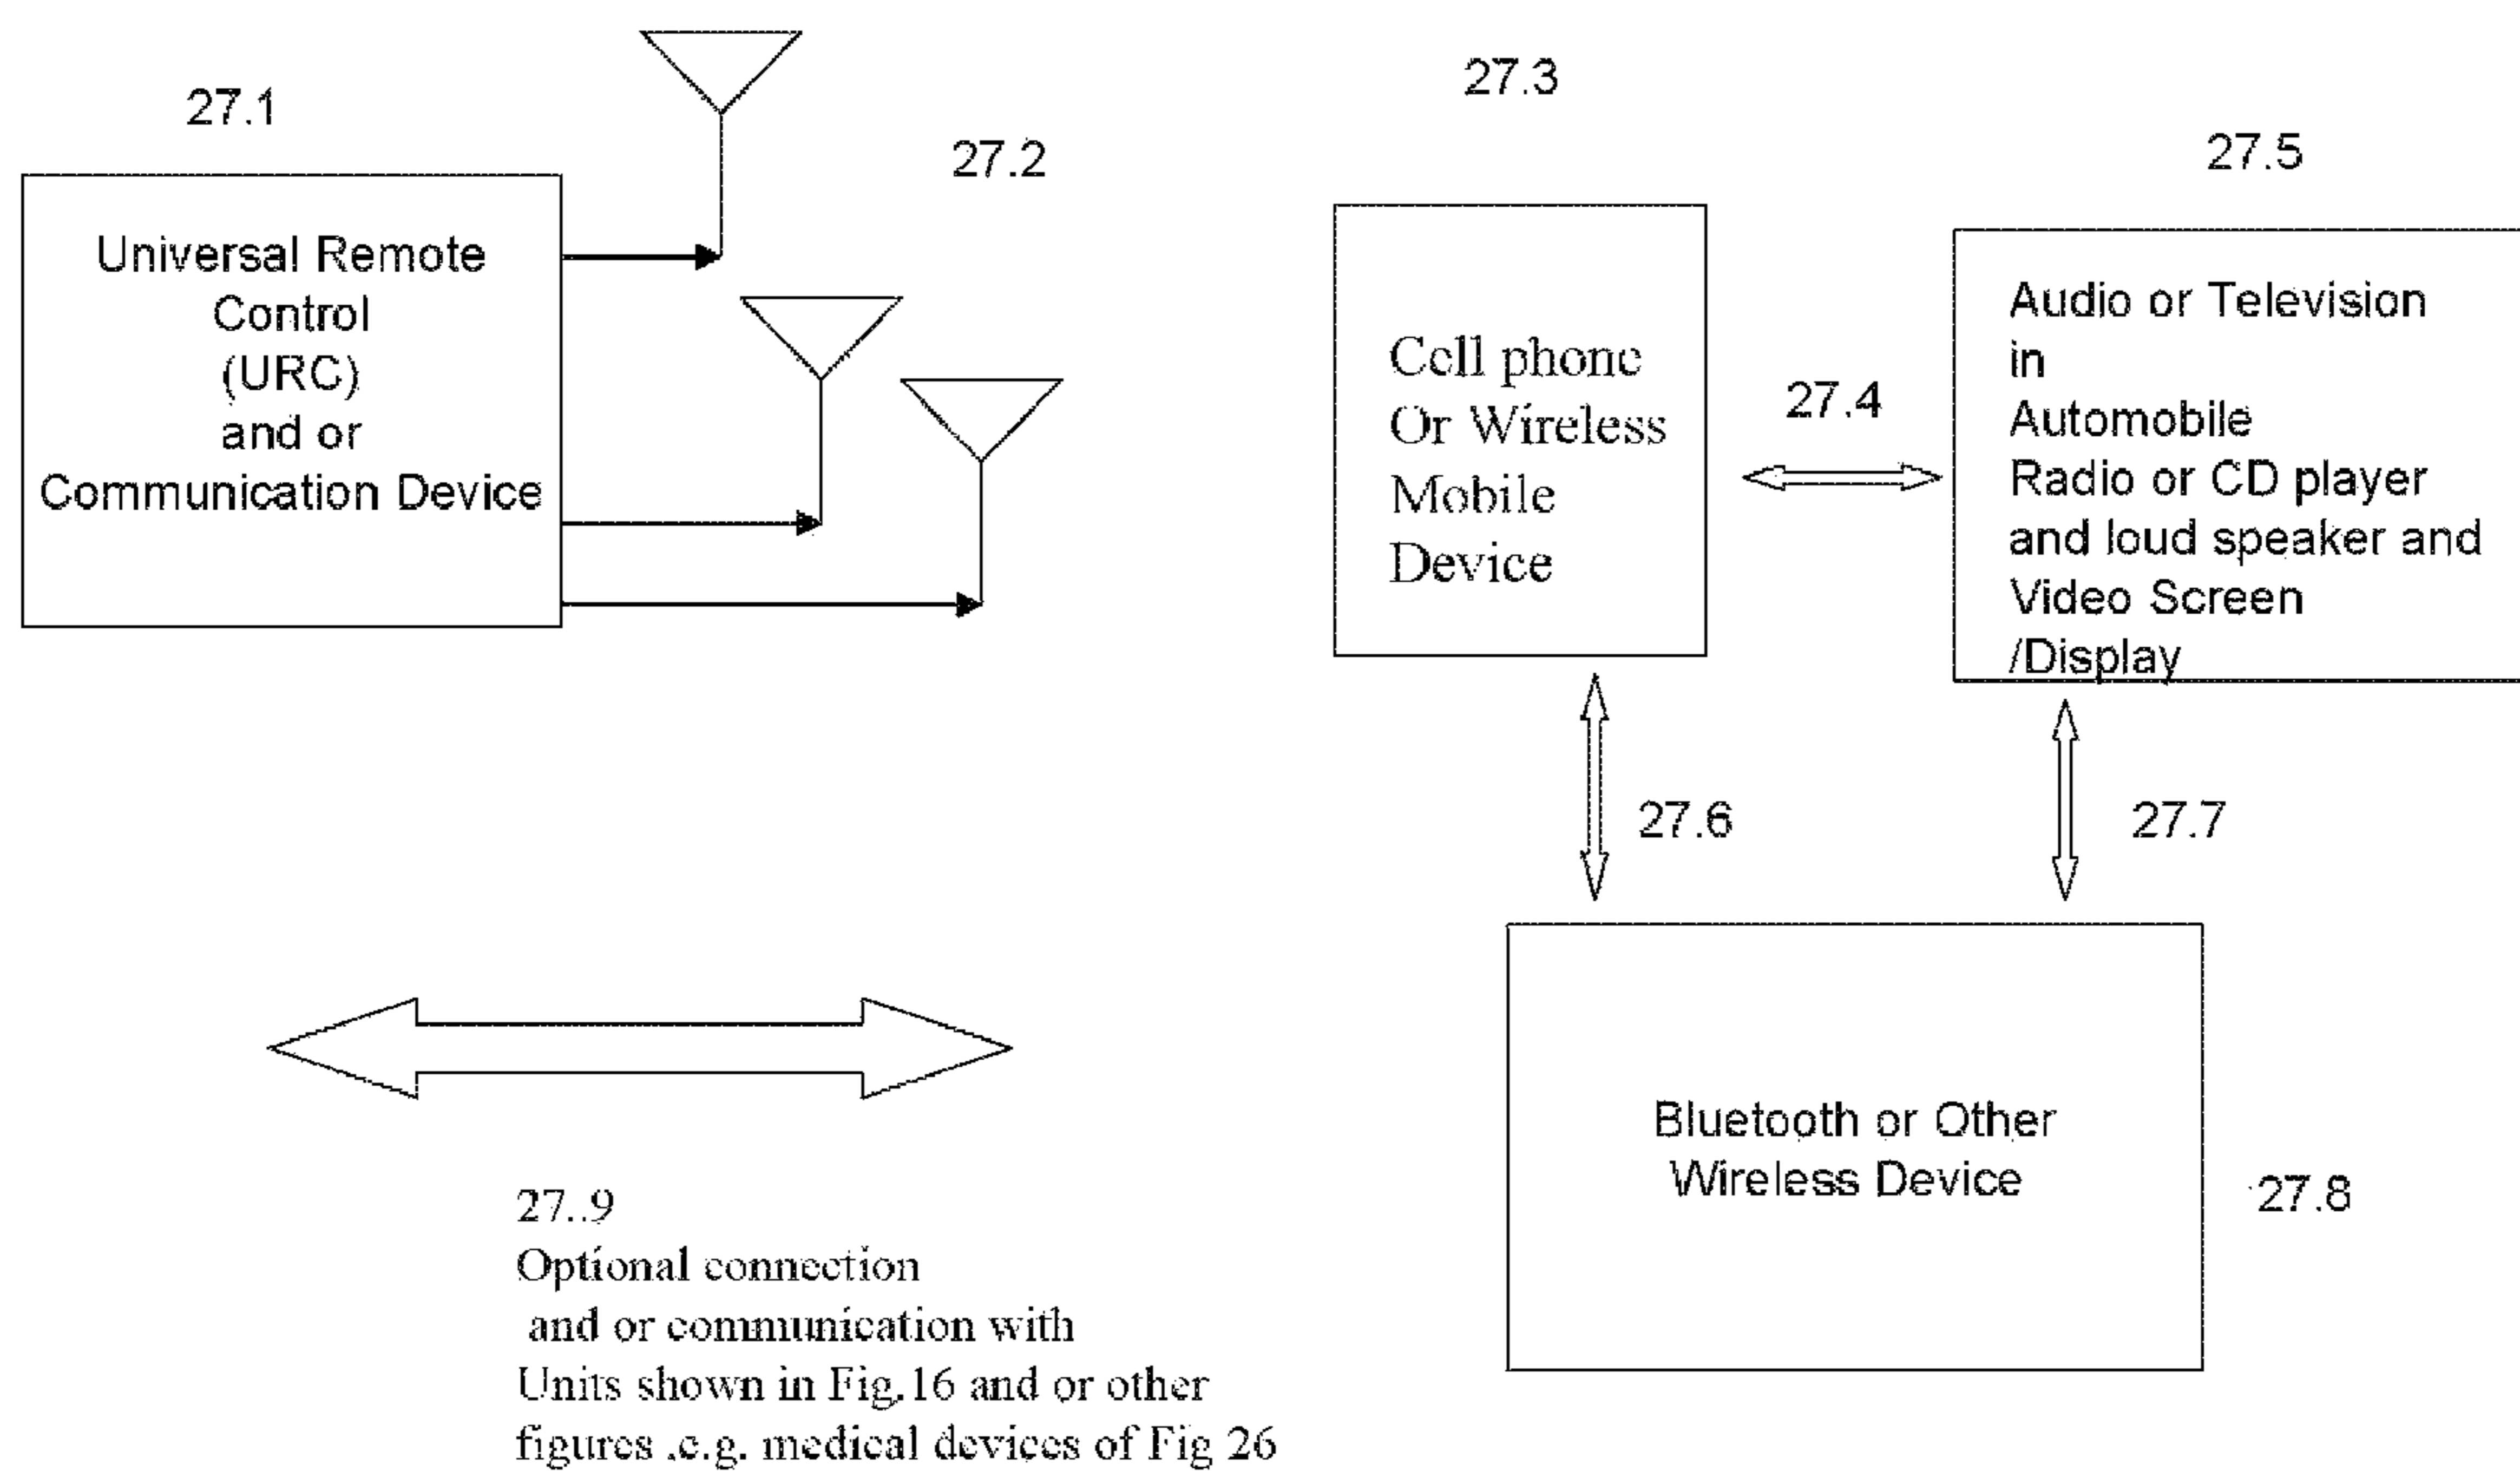 27.1
Universal Remote
Control
(URC)
and or
Communication Device
27.2
27.3
Cell phone
Or Wireless
Mobile
Device
27.4
27.5
Audio or Television
in
Automobile
Radio or CD player
and loud speaker and
Video Screen
/Display
27.6
27.7
Bluetooth or Other
Wireless Device
27.8
27..9
Optional connection
and or communication with
Units shown in Fig.16 and or other
figures .e.g. medical devices of Fig 26